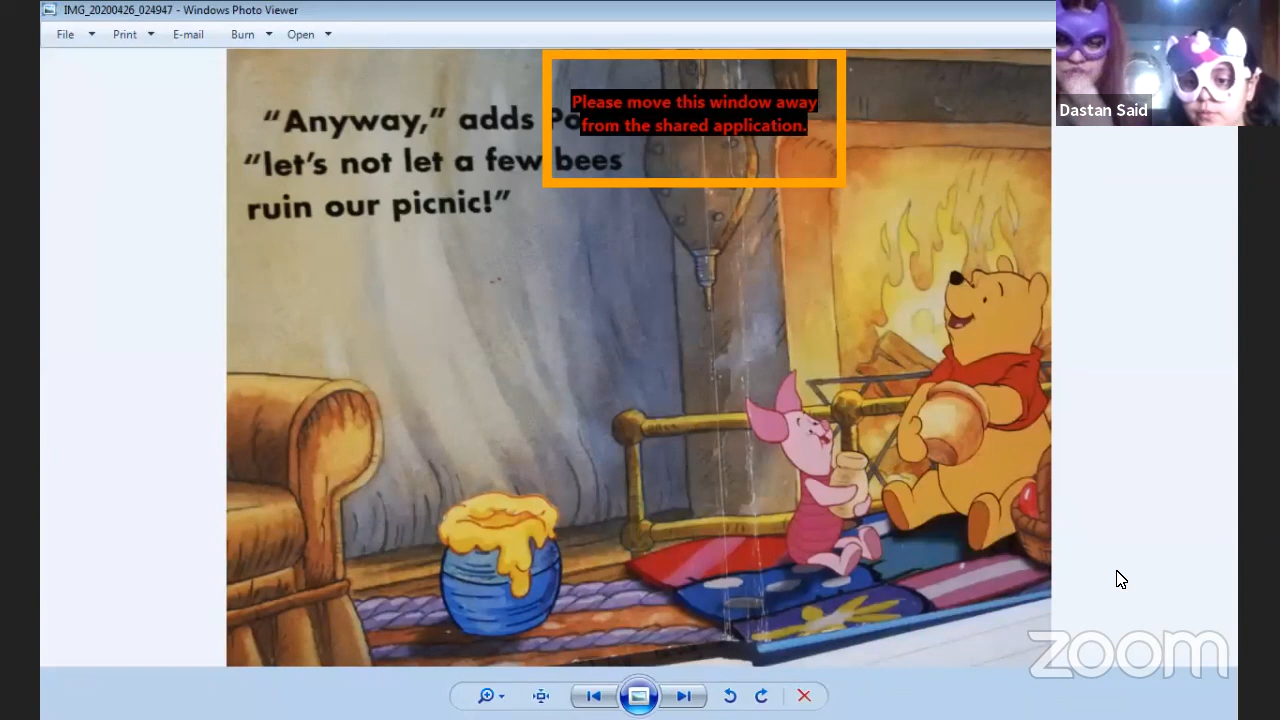 IMG_20200426_024947 - Windows Photo Viewer
File Print E-mail Burn Open
Please move this window away
from the shared application.
"Anyway," adds
"let's not let a few bees
ruin our picnic!"
Dastan Said
zoom